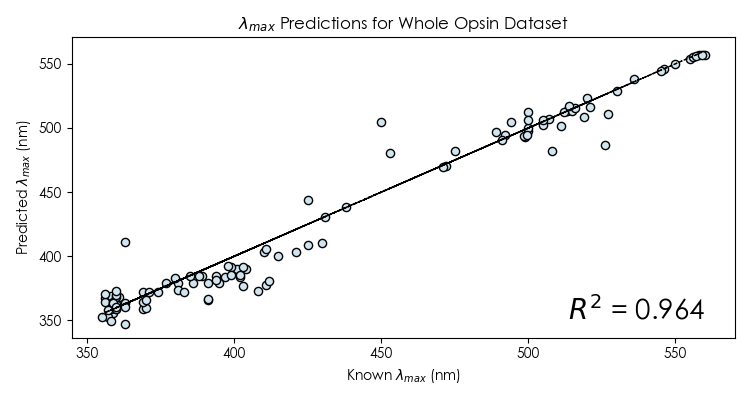 λmax Predictions for Whole Opsin Dataset
Predicted λmax (nm)
550
500
450
400
350
R² = 0.964
350 400 450 500 550
Known λmax (nm)